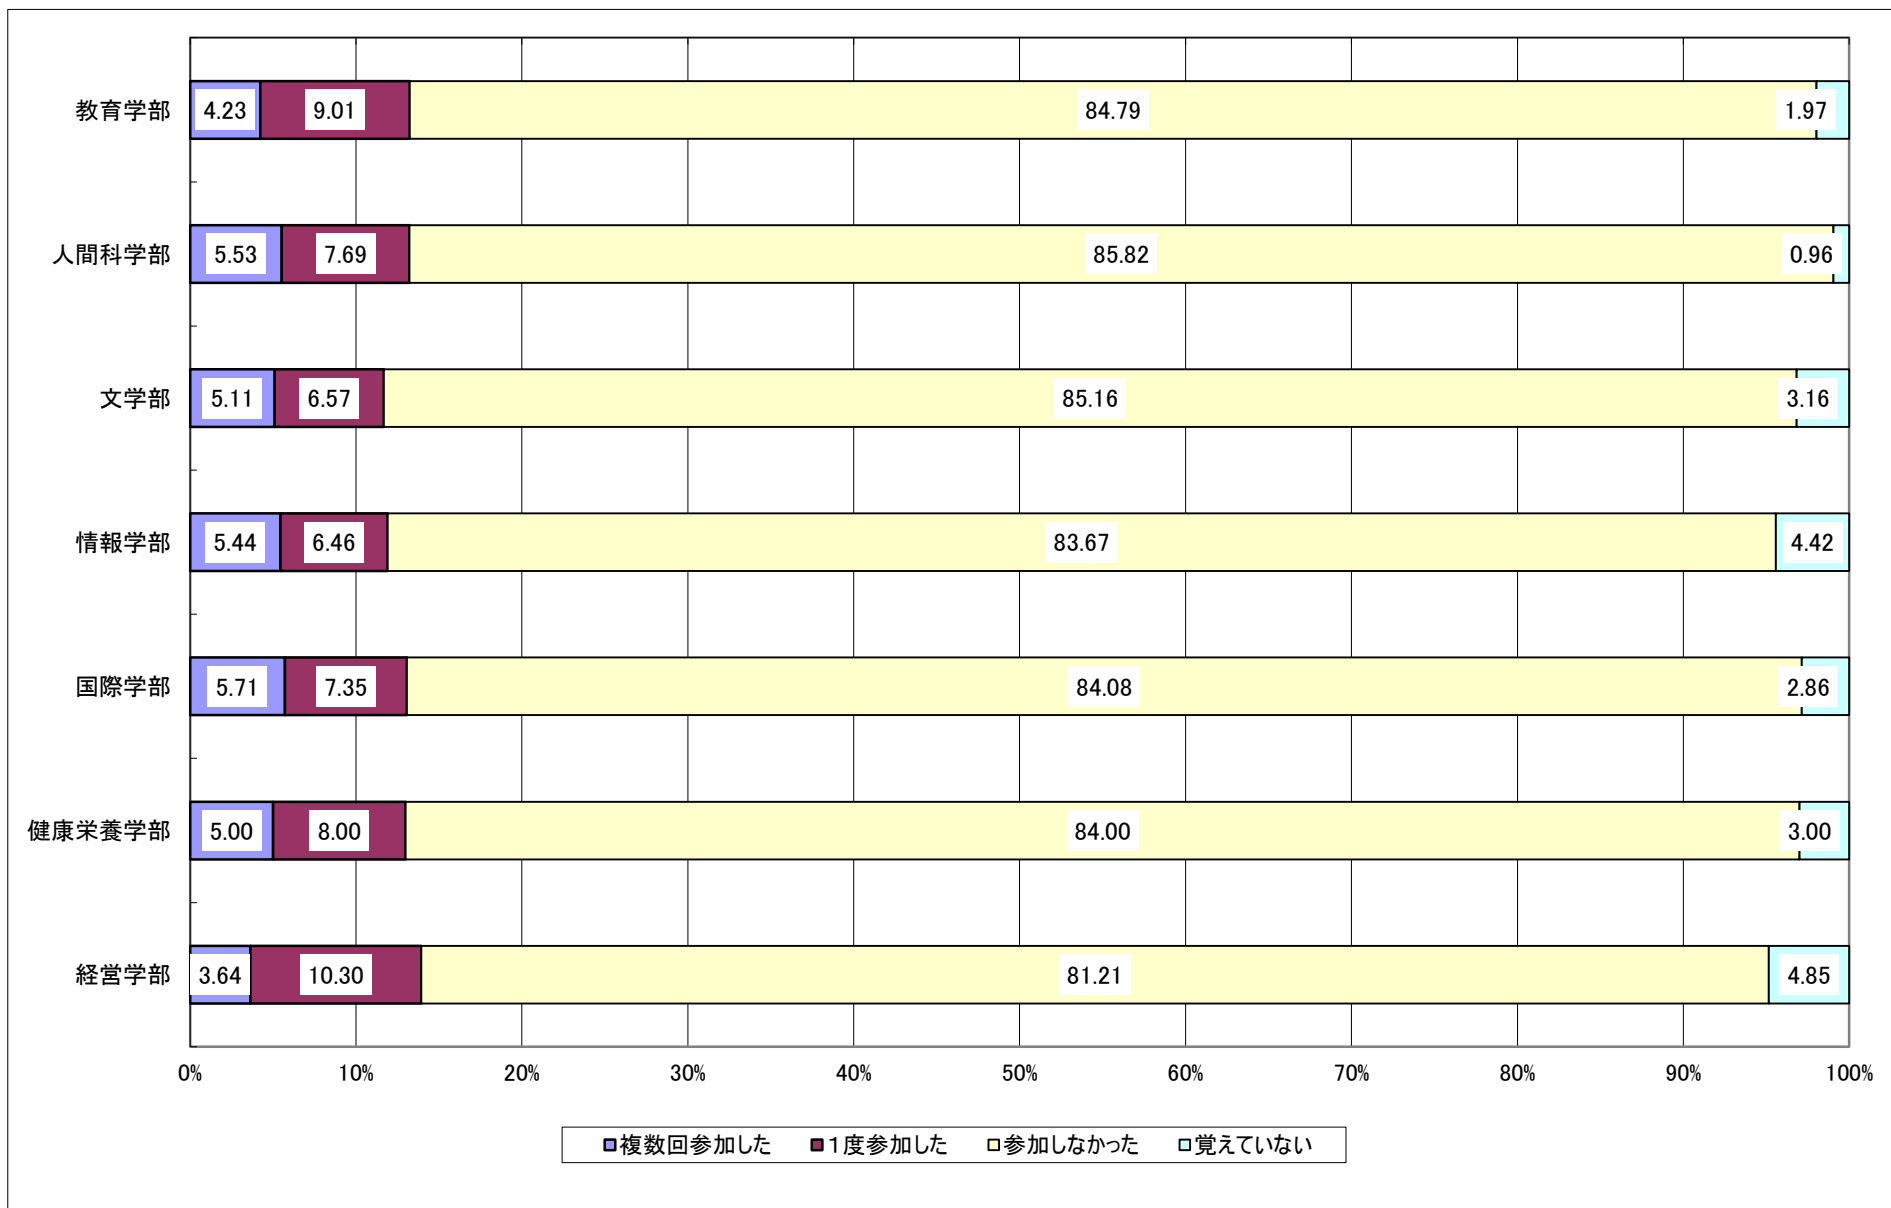 教育学部 4.23 9.01 84.79 1.97
人間科学部 5.53 7.69 85.82 0.96
文学部 5.11 6.57 85.16 3.16
情報学部 5.44 6.46 83.67 4.42
国際学部 5.71 7.35 84.08 2.86
健康栄養学部 5.00 8.00 84.00 3.00
経営学部 3.64 10.30 81.21 4.85
0% 10% 20% 30% 40% 50% 60% 70% 80% 90% 100%
複数回参加した １度参加した 参加しなかった 覚えていない